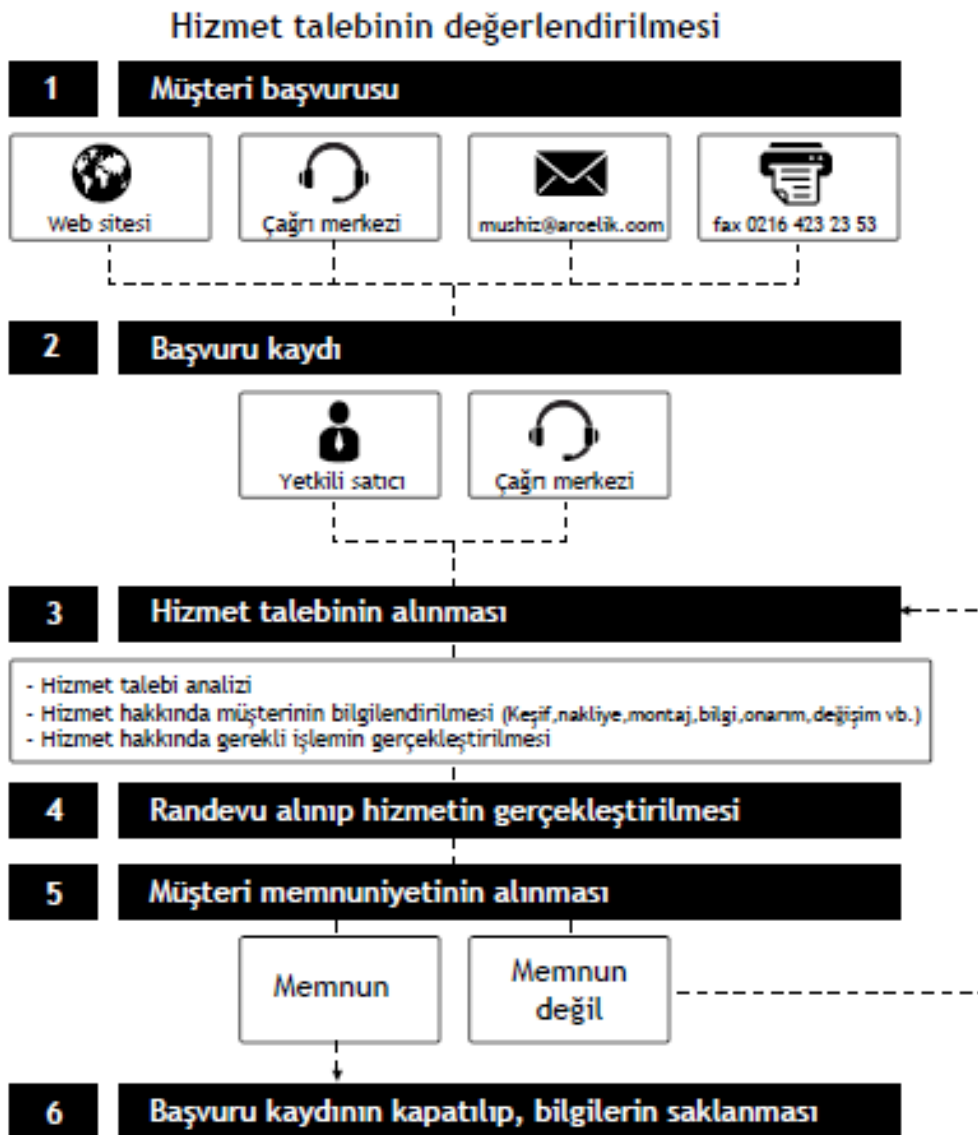 Hizmet talebinin değerlendirilmesi
1 Müşteri başvurusu
Web sitesi
Çağrı merkezi
mushiz@arcelik.com
fax 0216 423 23 53
2 Başvuru kaydı
Yetkili satıcı
Çağrı merkezi
3 Hizmet talebinin alınması
- Hizmet talebi analizi
- Hizmet hakkında müşterinin bilgilendirilmesi (Keşif,nakliye,montaj,bilgi,onarım,değişim vb.)
- Hizmet hakkında gerekli işlemin gerçekleştirilmesi
4 Randevu alınıp hizmetin gerçekleştirilmesi
5 Müşteri memnuniyetinin alınması
Memnun
Memnun
değil
6 Başvuru kaydının kapatılıp, bilgilerin saklanması